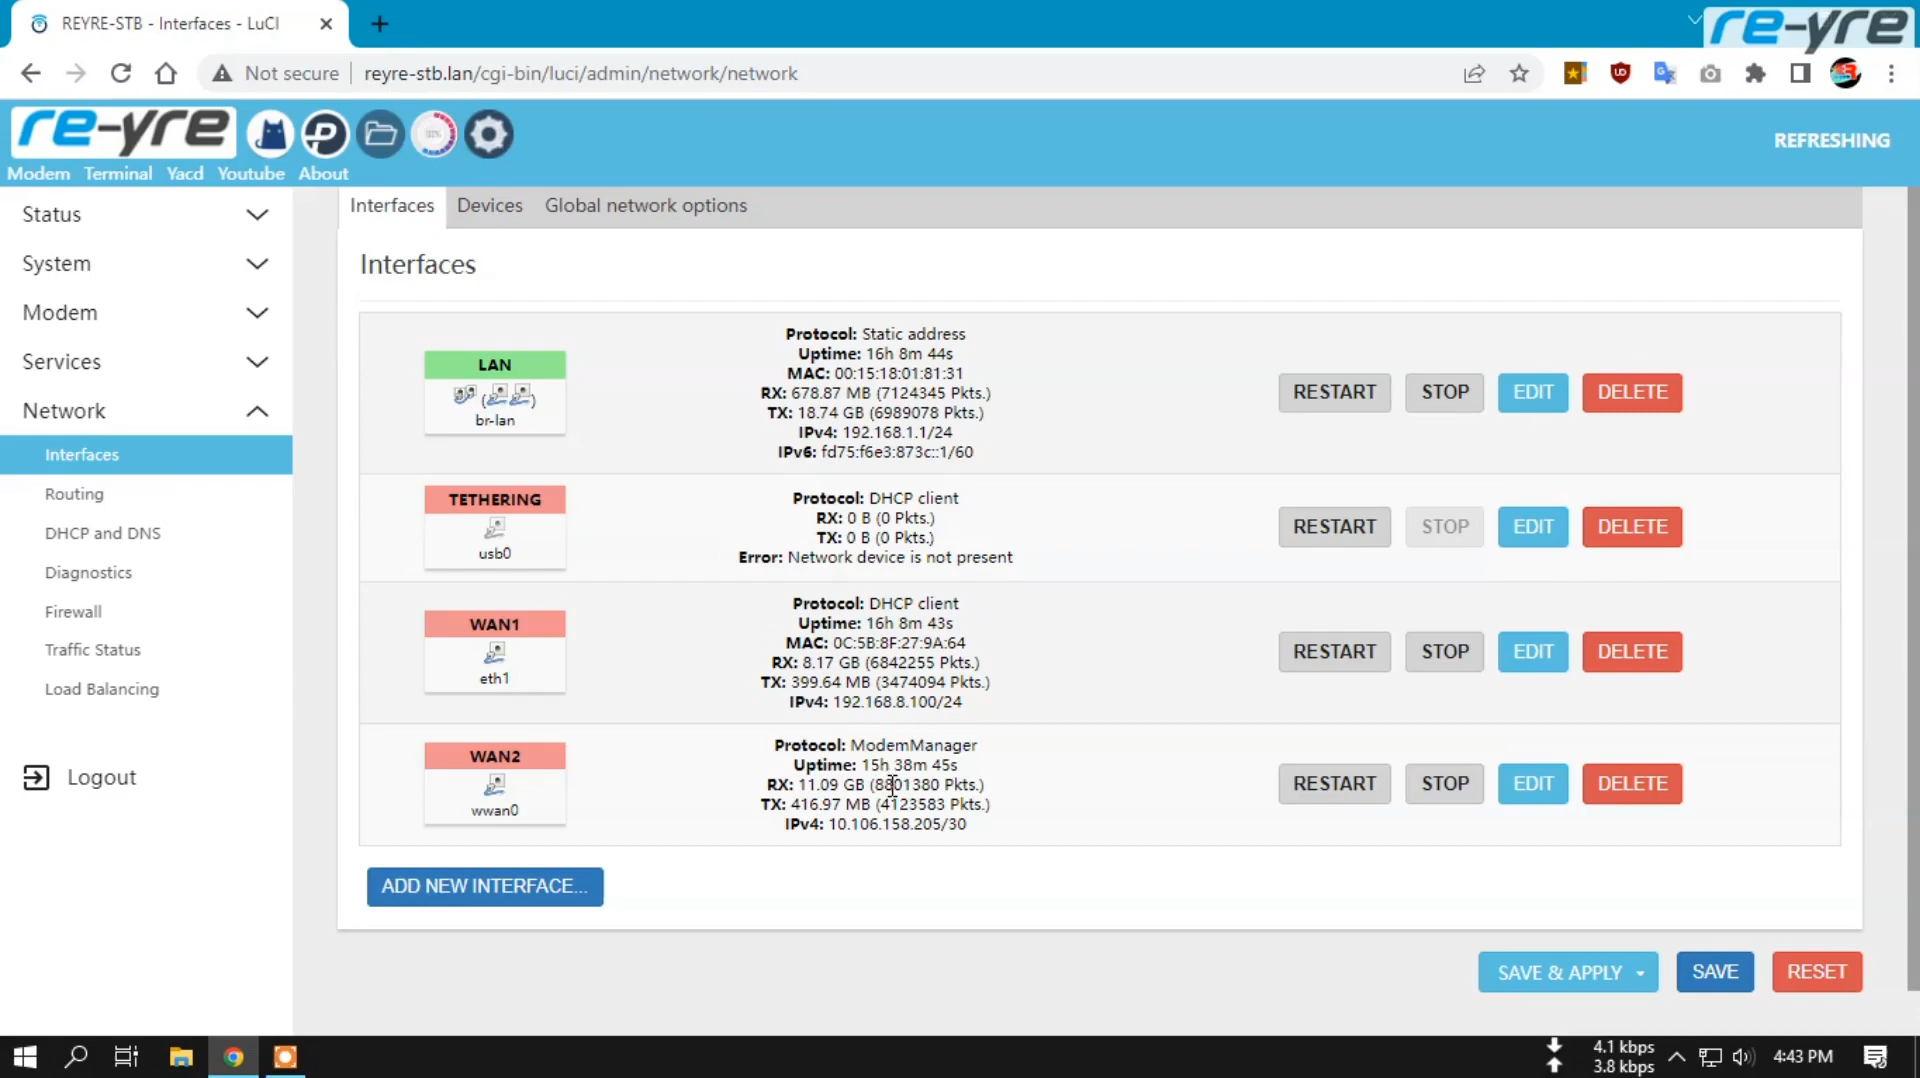 REYRE-STB - Interfaces - LuCI
re-yre
Not secure
reyre-stb.lan/cgi-bin/luci/admin/network/network
re-yre
REFRESHING
Modem Terminal Yacd Youtube About
Status
System
Modem
Services
Network
Interfaces
Routing
DHCP and DNS
Diagnostics
Firewall
Traffic Status
Load Balancing
Logout
Interfaces Devices Global network options
Interfaces
LAN
br-lan
Protocol: Static address
Uptime: 16h 8m 44s
MAC: 00:15:18:01:81:31
RX: 678.87 MB (7124345 Pkts.)
TX: 18.74 GB (6989078 Pkts.)
IPv4: 192.168.1.1/24
IPv6: fd75:f6e3:873c::1/60
RESTART STOP EDIT DELETE
TETHERING
usb0
Protocol: DHCP client
RX: 0 B (0 Pkts.)
TX: 0 B (0 Pkts.)
Error: Network device is not present
RESTART STOP EDIT DELETE
WAN1
eth1
Protocol: DHCP client
Uptime: 16h 8m 43s
MAC: 0C:5B:8F:27:9A:64
RX: 8.17 GB (6842255 Pkts.)
TX: 399.64 MB (3474094 Pkts.)
IPv4: 192.168.8.100/24
RESTART STOP EDIT DELETE
WAN2
wwan0
Protocol: ModemManager
Uptime: 15h 38m 45s
RX: 11.09 GB (8801380 Pkts.)
TX: 416.97 MB (4123583 Pkts.)
IPv4: 10.106.158.205/30
RESTART STOP EDIT DELETE
ADD NEW INTERFACE...
SAVE & APPLY SAVE RESET
4.1 kbps
3.8 kbps
4:43 PM